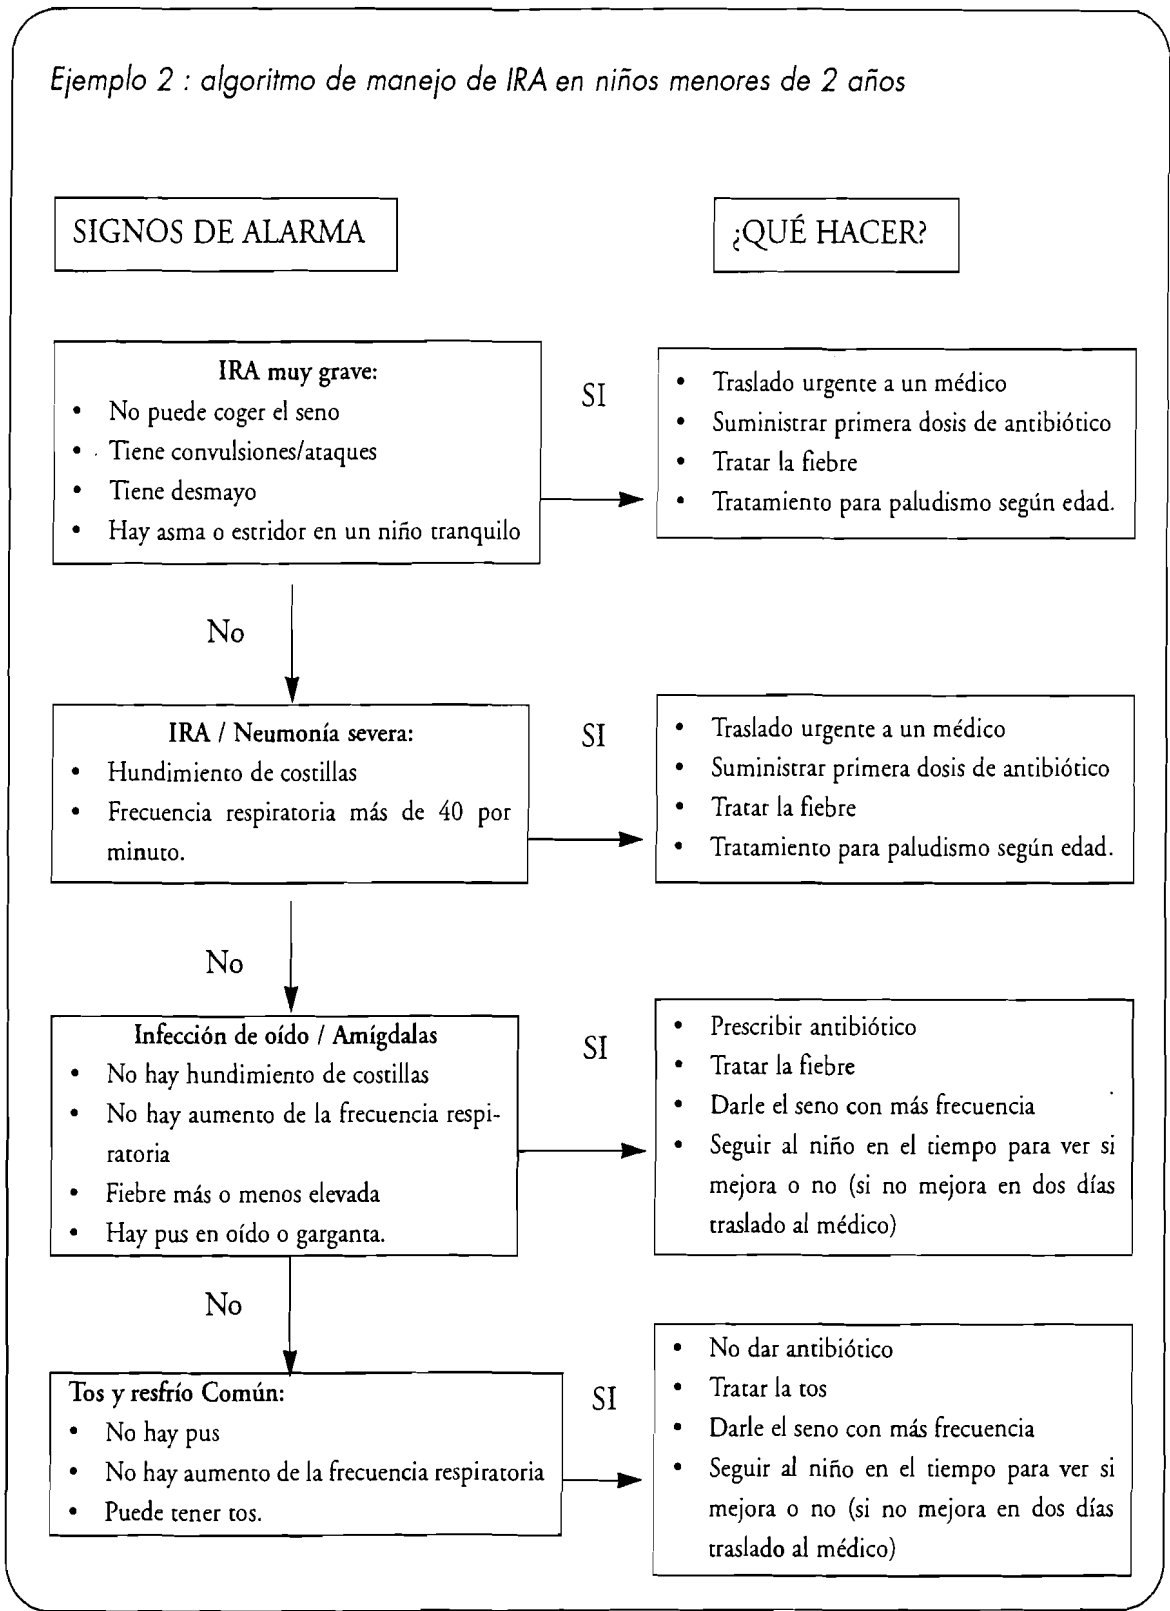 Ejemplo 2 : algoritmo de manejo de IRA en niños menores de 2 años
SIGNOS DE ALARMA
¿QUÉ HACER?
IRA muy grave:
• No puede coger el seno
• Tiene convulsiones/ataques
• Tiene desmayo
• Hay asma o estridor en un niño tranquilo
SI
• Traslado urgente a un médico
• Suministrar primera dosis de antibiótico
• Tratar la fiebre
• Tratamiento para paludismo según edad.
No
IRA / Neumonía severa:
• Hundimiento de costillas
• Frecuencia respiratoria más de 40 por
minuto.
SI
• Traslado urgente a un médico
• Suministrar primera dosis de antibiótico
• Tratar la fiebre
• Tratamiento para paludismo según edad.
No
Infección de oído / Amígdalas
• No hay hundimiento de costillas
• No hay aumento de la frecuencia respi-
ratoria
• Fiebre más o menos elevada
• Hay pus en oído o garganta.
SI
• Prescribir antibiótico
• Tratar la fiebre
• Darle el seno con más frecuencia
• Seguir al niño en el tiempo para ver si
mejora o no (si no mejora en dos días
traslado al médico)
No
Tos y resfrío Común:
• No hay pus
• No hay aumento de la frecuencia respiratoria
• Puede tener tos.
SI
• No dar antibiótico
• Tratar la tos
• Darle el seno con más frecuencia
• Seguir al niño en el tiempo para ver si
mejora o no (si no mejora en dos días
traslado al médico)